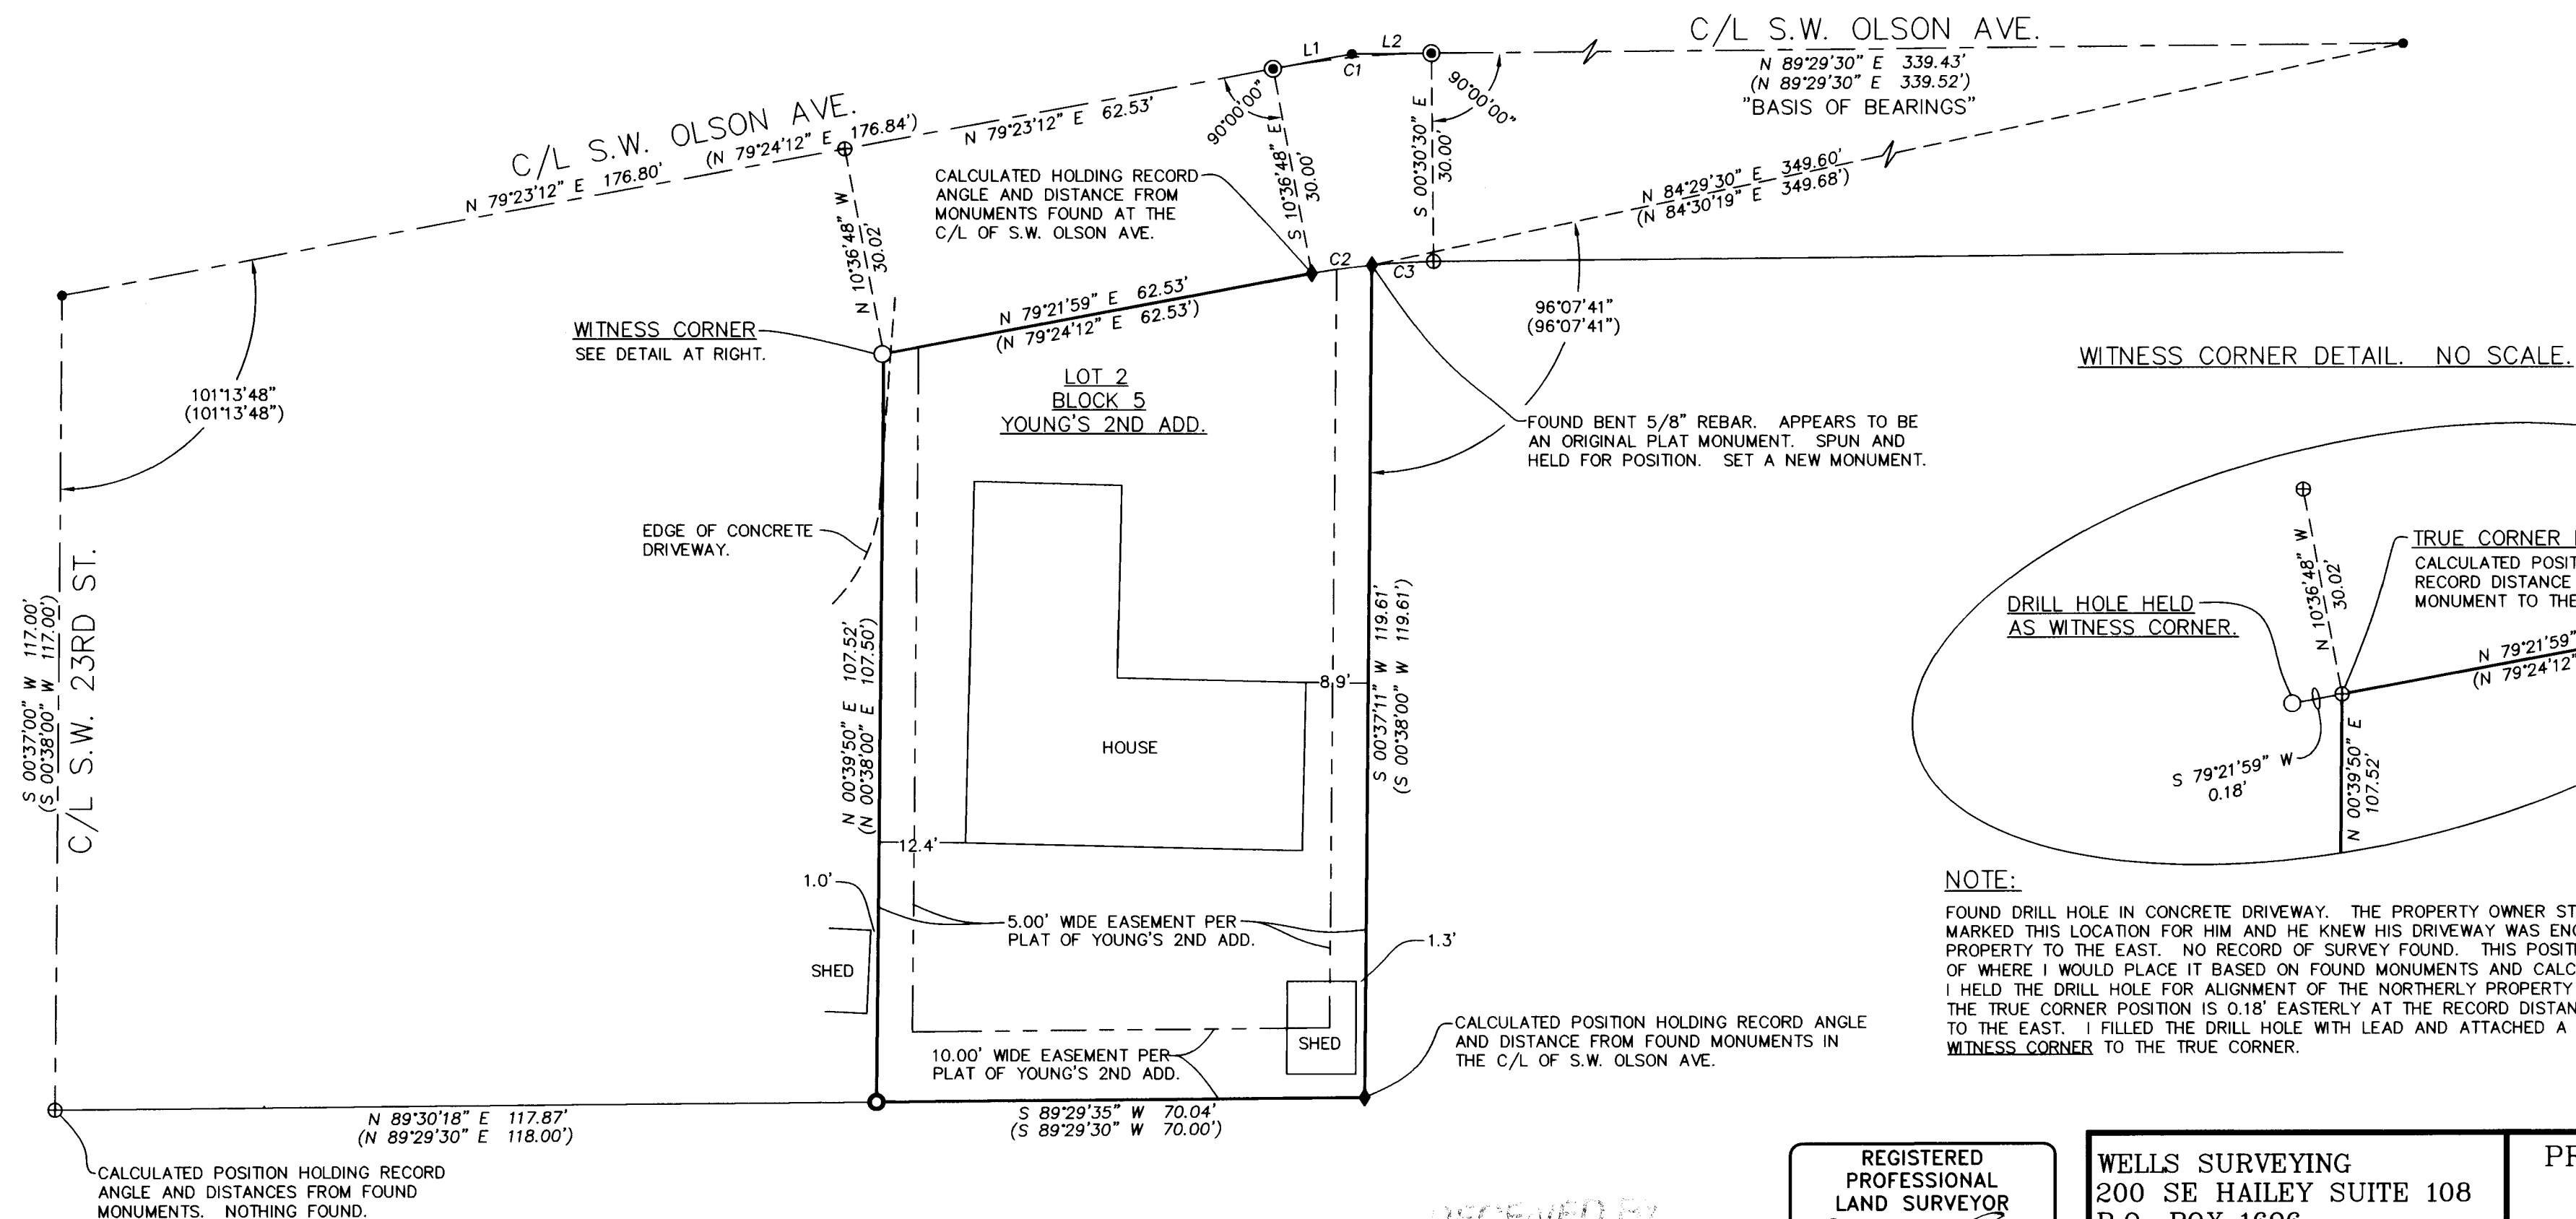 C/L S.W. OLSON AVE.
N 89°29'30" E 339.43'
(N 89°29'30" E 339.52')
"BASIS OF BEARINGS"
L1
L2
C1
C/L S.W. OLSON AVE.
N 79°23'12" E 176.80'
(N 79°24'12" E 176.84')
N 79°23'12" E 62.53'
90°00'00"
S 10°36'48" E
30.00'
S 00°30'30" E
30.00'
90°00'00"
N 84°29'30" E 349.60'
(N 84°30'19" E 349.68')
CALCULATED HOLDING RECORD
ANGLE AND DISTANCE FROM
MONUMENTS FOUND AT THE
C/L OF S.W. OLSON AVE.
N 10°36'48" W
30.02'
C2
C3
N 79°21'59" E 62.53'
(N 79°24'12" E 62.53')
WITNESS CORNER
SEE DETAIL AT RIGHT.
96°07'41"
(96°07'41")
101°13'48"
(101°13'48")
LOT 2
BLOCK 5
YOUNG'S 2ND ADD.
FOUND BENT 5/8" REBAR. APPEARS TO BE
AN ORIGINAL PLAT MONUMENT. SPUN AND
HELD FOR POSITION. SET A NEW MONUMENT.
WITNESS CORNER DETAIL. NO SCALE.
EDGE OF CONCRETE
DRIVEWAY.
S 00°37'00" W 117.00'
(S 00°38'00" W 117.00')
C/L S.W. 23RD ST.
N 00°39'50" E 107.52'
(N 00°38'00" E 107.50')
S 00°37'11" W 119.61'
(S 00°38'00" W 119.61')
8.9'
HOUSE
12.4'
1.0'
SHED
5.00' WIDE EASEMENT PER
PLAT OF YOUNG'S 2ND ADD.
1.3'
SHED
10.00' WIDE EASEMENT PER
PLAT OF YOUNG'S 2ND ADD.
CALCULATED POSITION HOLDING RECORD ANGLE
AND DISTANCE FROM FOUND MONUMENTS IN
THE C/L OF S.W. OLSON AVE.
N 89°30'18" E 117.87'
(N 89°29'30" E 118.00')
S 89°29'35" W 70.04'
(S 89°29'30" W 70.00')
CALCULATED POSITION HOLDING RECORD
ANGLE AND DISTANCES FROM FOUND
MONUMENTS. NOTHING FOUND.
TRUE CORNER
CALCULATED
RECORD DISTANCE
MONUMENT TO THE
N 10°36'48" W
30.02'
DRILL HOLE HELD
AS WITNESS CORNER.
N 79°21'59"
(N 79°24'12"
S 79°21'59" W
0.18'
N 00°39'50" E
107.52'
NOTE:
FOUND DRILL HOLE IN CONCRETE DRIVEWAY. THE PROPERTY OWNER
MARKED THIS LOCATION FOR HIM AND HE KNEW HIS DRIVEWAY WAS
PROPERTY TO THE EAST. NO RECORD OF SURVEY FOUND. THIS
OF WHERE I WOULD PLACE IT BASED ON FOUND MONUMENTS AND
I HELD THE DRILL HOLE FOR ALIGNMENT OF THE NORTHERLY PROPERTY
THE TRUE CORNER POSITION IS 0.18' EASTERLY AT THE RECORD
TO THE EAST. I FILLED THE DRILL HOLE WITH LEAD AND ATTACHED A
WITNESS CORNER TO THE TRUE CORNER.
RECEIVED BY
REGISTERED
PROFESSIONAL
LAND SURVEYOR
WELLS SURVEYING
200 SE HAILEY SUITE 108
P.O. BOX 1696